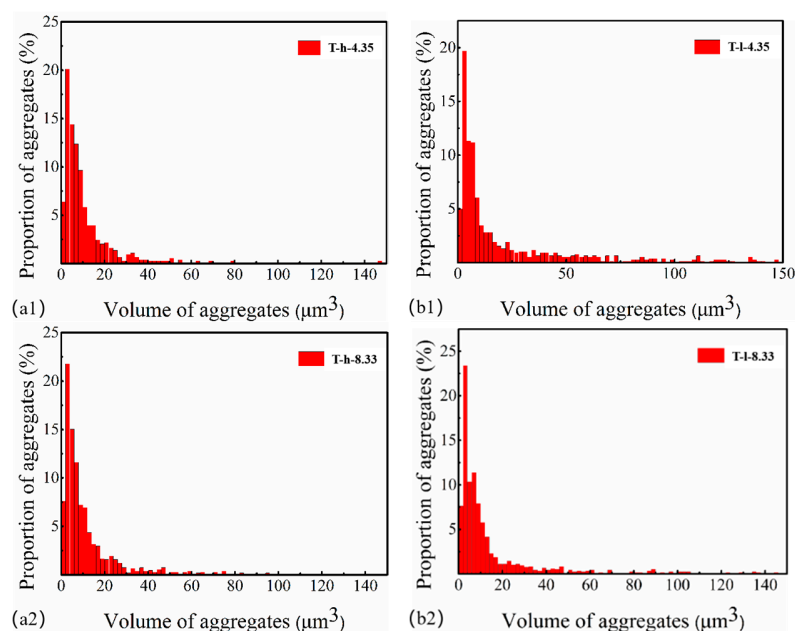 25
20
15
10
5
Proportion of aggregates (%)
T-h-4.35
0 20 40 60 80 100 120 140
(a1) Volume of aggregates (μm³)
20
15
10
5
Proportion of aggregates (%)
T-l-4.35
0 50 100 150
(b1) Volume of aggregates (μm³)
25
20
15
10
5
Proportion of aggregates (%)
T-h-8.33
0 20 40 60 80 100 120 140
(a2) Volume of aggregates (μm³)
25
20
15
10
5
Proportion of aggregates (%)
T-l-8.33
0 20 40 60 80 100 120 140
(b2) Volume of aggregates (μm³)